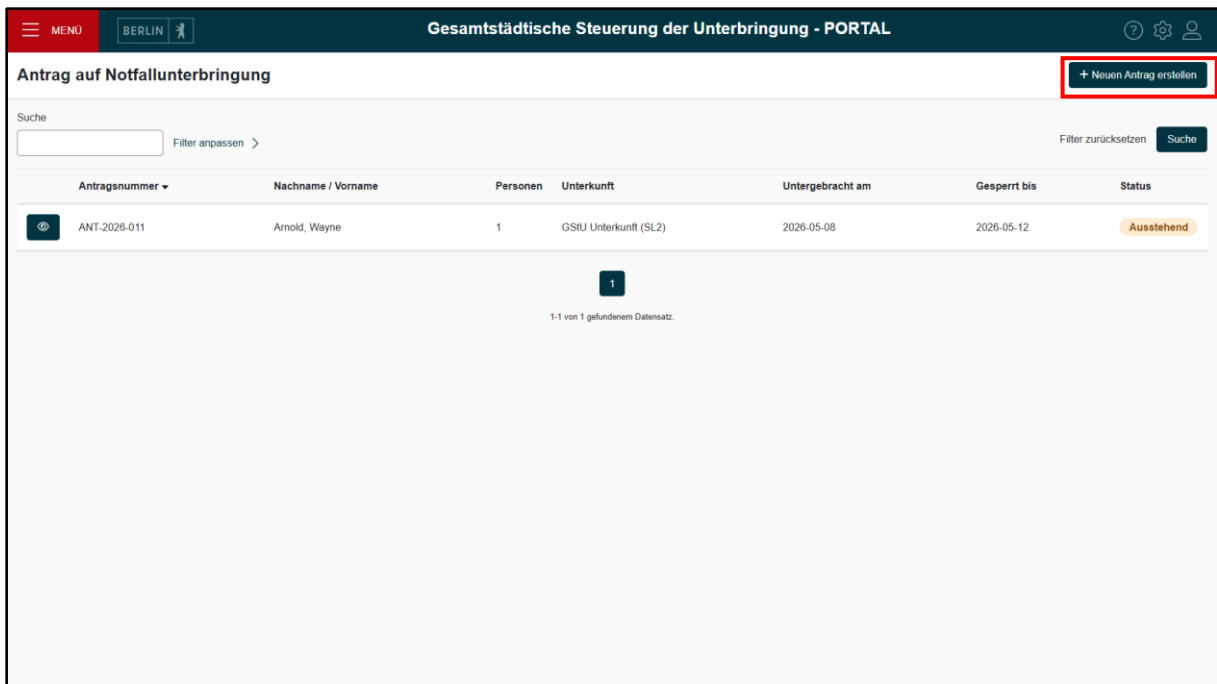 MENÜ BERLIN Gesamtstädtische Steuerung der Unterbringung - PORTAL ?
Antrag auf Notfallunterbringung + Neuen Antrag erstellen
Suche
Filter anpassen > Filter zurücksetzen Suche
Antragsnummer Nachname / Vorname Personen Unterkunft Untergebracht am Gesperrt bis Status
ANT-2026-011 Arnold, Wayne 1 GStU Unterkunft (SL2) 2026-05-08 2026-05-12 Ausstehend
1
1-1 von 1 gefundenem Datensatz.